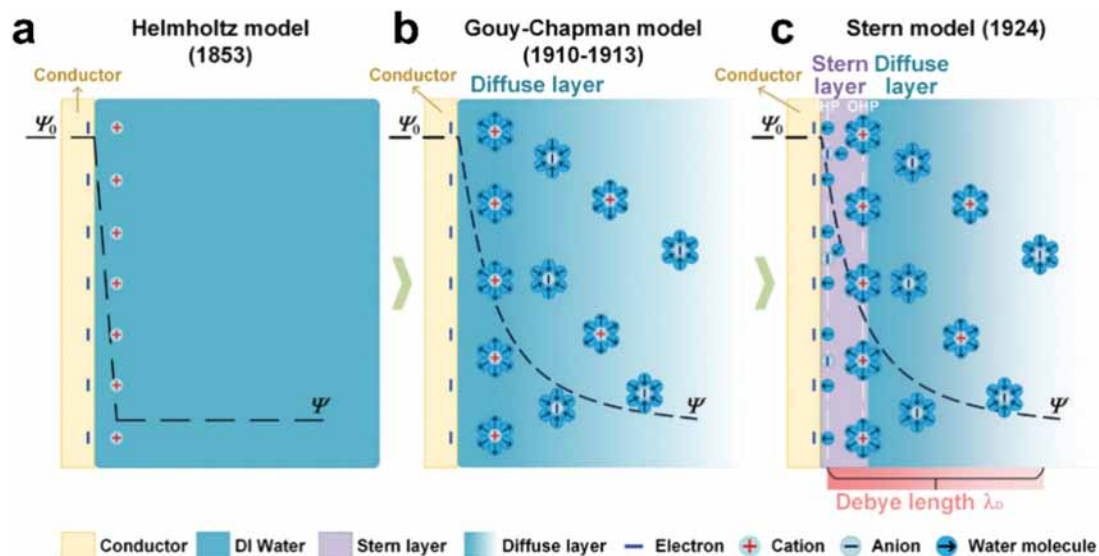 a
Helmholtz model
(1853)
Conductor
Ψ₀
Ψ
b
Gouy-Chapman model
(1910-1913)
Conductor
Diffuse layer
Ψ₀
Ψ
c
Stern model (1924)
Conductor
Stern
layer
Diffuse
layer
IHP OHP
Ψ₀
Ψ
Debye length λD
Conductor
DI Water
Stern layer
Diffuse layer
Electron
Cation
Anion
Water molecule